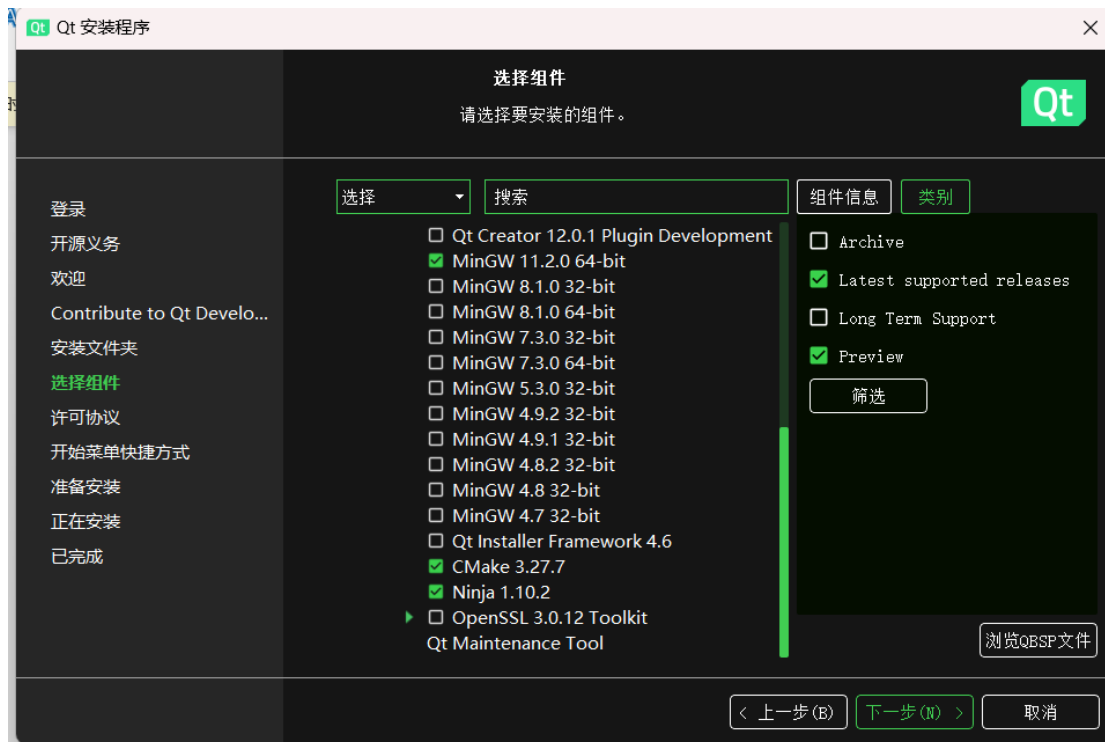 Qt Qt 安装程序
选择组件
请选择要安装的组件。
Qt
登录
开源义务
欢迎
Contribute to Qt Develo...
安装文件夹
选择组件
许可协议
开始菜单快捷方式
准备安装
正在安装
已完成
选择
搜索
组件信息
类别
Qt Creator 12.0.1 Plugin Development
MinGW 11.2.0 64-bit
MinGW 8.1.0 32-bit
MinGW 8.1.0 64-bit
MinGW 7.3.0 32-bit
MinGW 7.3.0 64-bit
MinGW 5.3.0 32-bit
MinGW 4.9.2 32-bit
MinGW 4.9.1 32-bit
MinGW 4.8.2 32-bit
MinGW 4.8 32-bit
MinGW 4.7 32-bit
Qt Installer Framework 4.6
CMake 3.27.7
Ninja 1.10.2
OpenSSL 3.0.12 Toolkit
Qt Maintenance Tool
Archive
Latest supported releases
Long Term Support
Preview
筛选
浏览QBSP文件
< 上一步(B)
下一步(N) >
取消